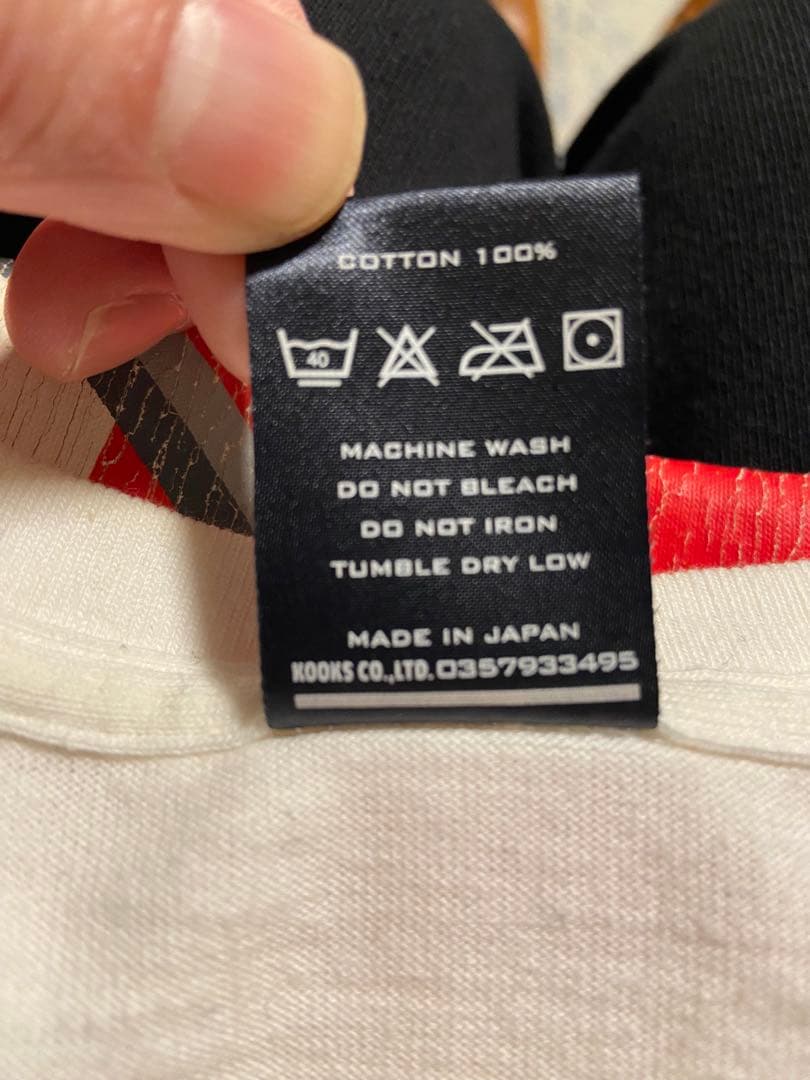 COTTON 100%
40
MACHINE WASH
DO NOT BLEACH
DO NOT IRON
TUMBLE DRY LOW
MADE IN JAPAN
KOOKS CO.,LTD. 0357933495